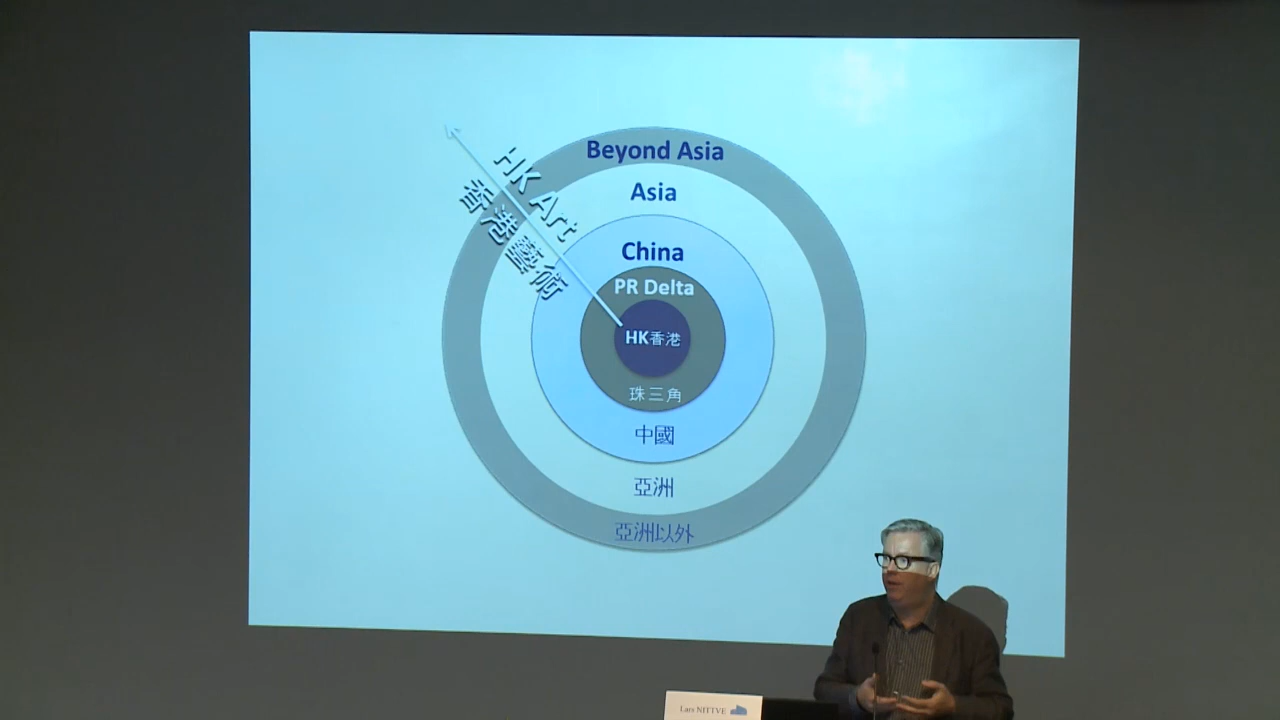 Beyond Asia
Asia
HK Art
香港藝術
China
PR Delta
HK香港
珠三角
中國
亞洲
亞洲以外
Lars NITTVE